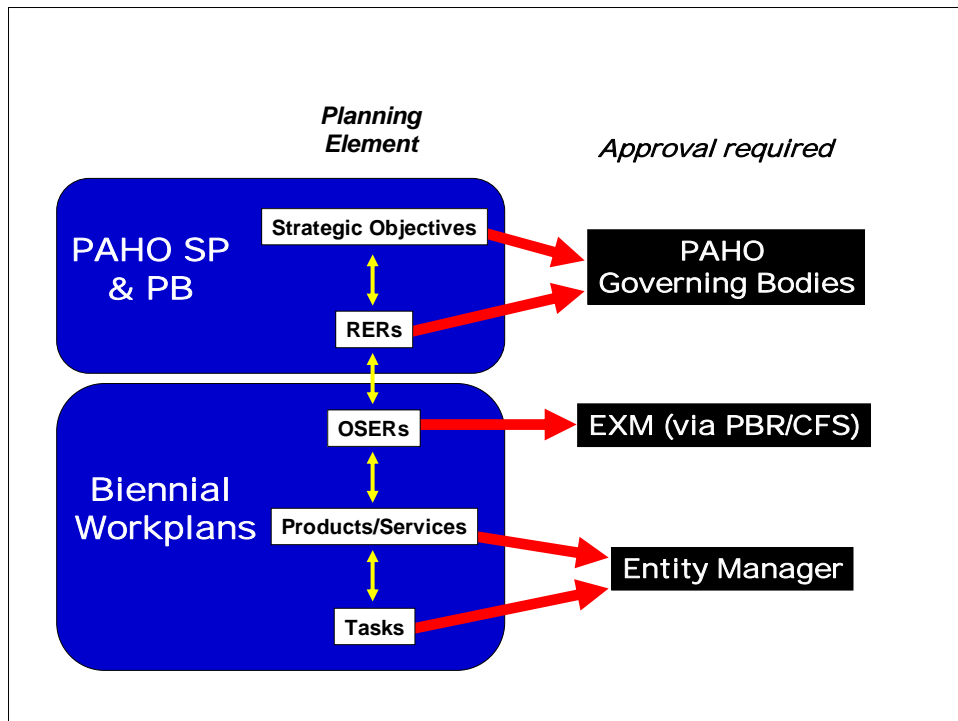 Planning
Element
Approval required
PAHO SP
& PB
Strategic Objectives
RERs
PAHO
Governing Bodies
Biennial
Workplans
OSERs
Products/Services
Tasks
EXM (via PBR/CFS)
Entity Manager